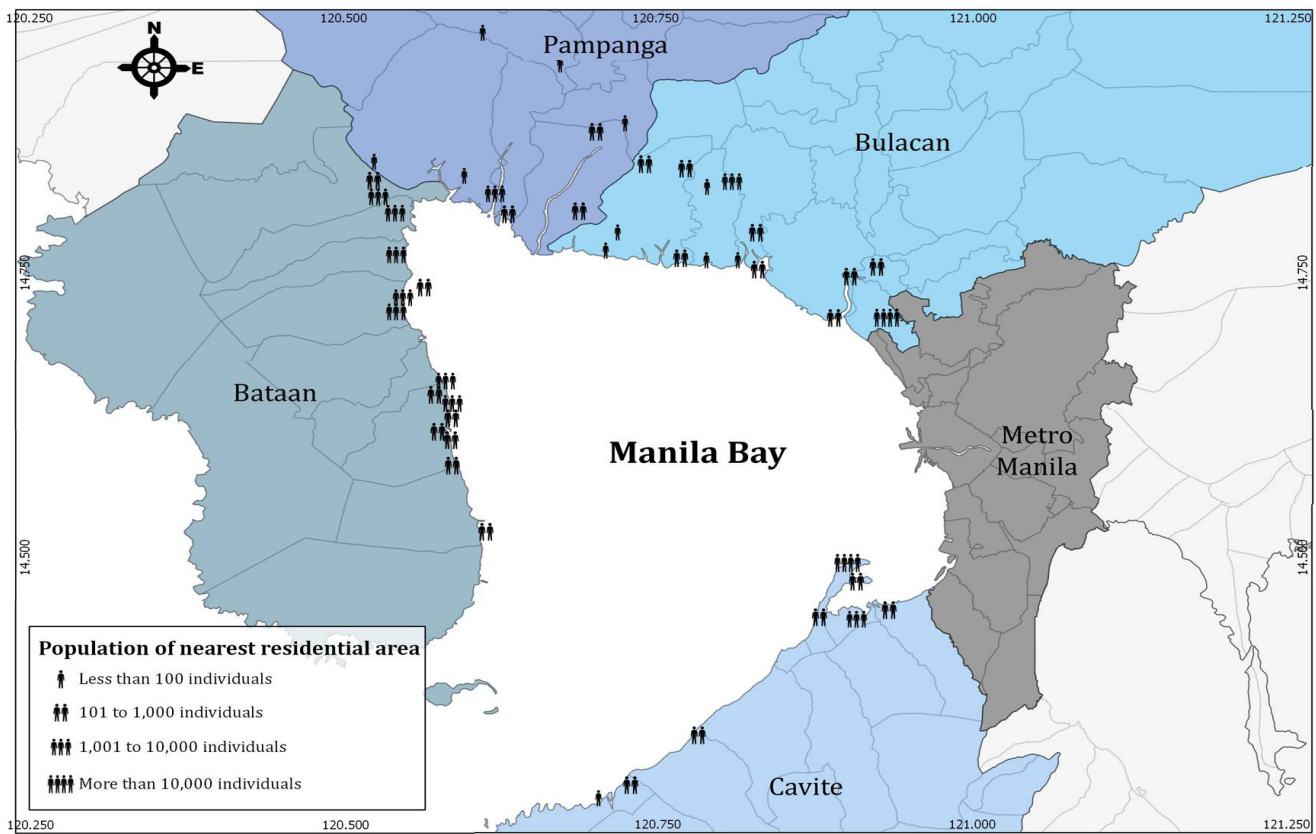 120.250 120.500 120.750 121.000 121.250
N
E
Pampanga
Bulacan
14.750 14.750
Bataan
Manila Bay
Metro
Manila
14.500 14.500
Population of nearest residential area
Less than 100 individuals
101 to 1,000 individuals
1,001 to 10,000 individuals
More than 10,000 individuals
Cavite
120.250 120.500 120.750 121.000 121.250